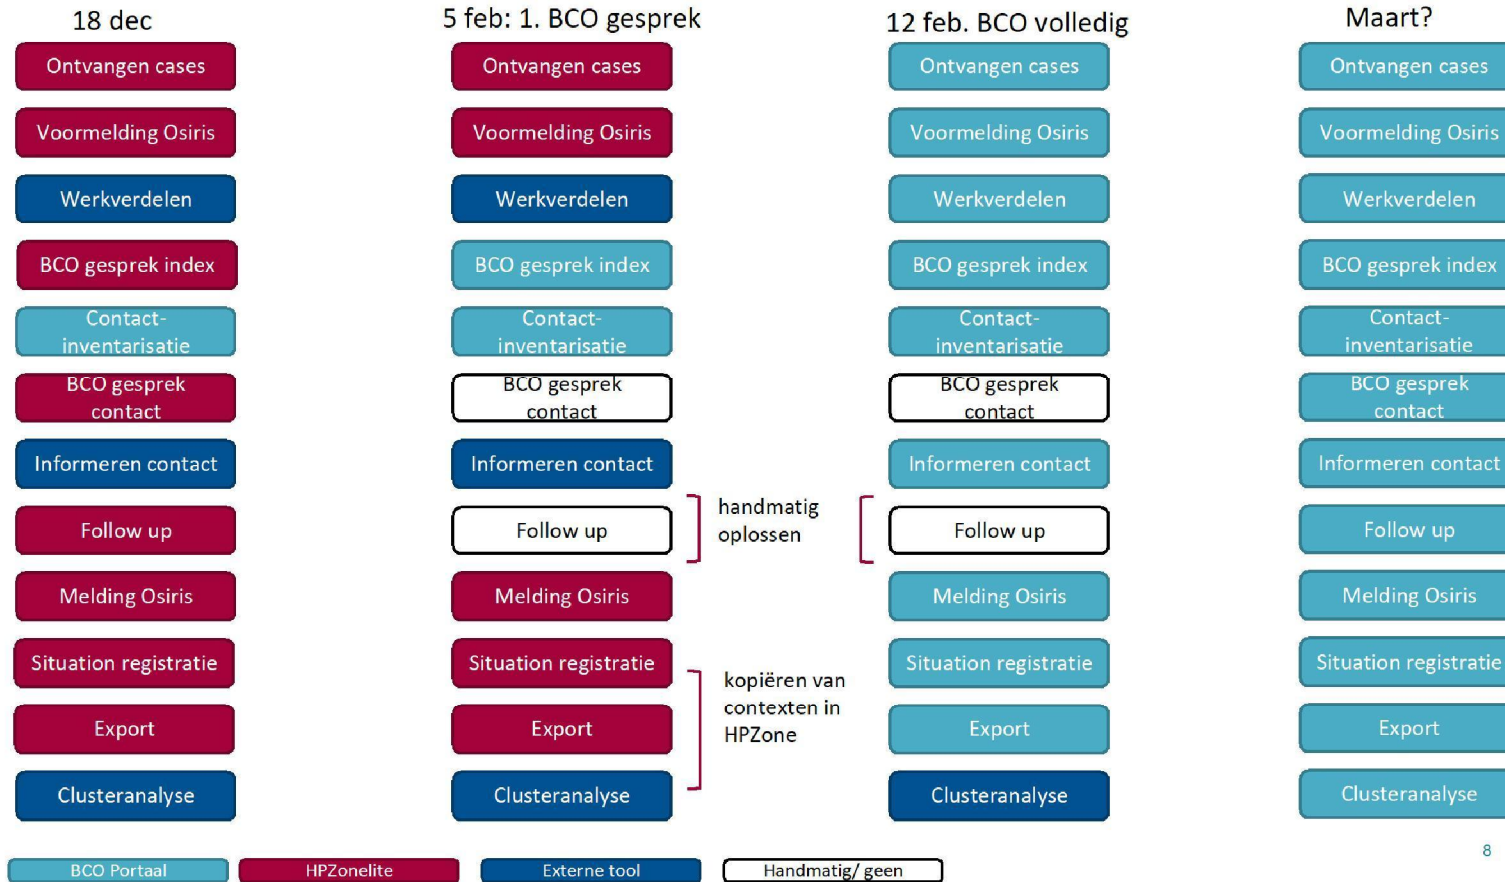 18 dec
Ontvangen cases
Voormelding Osiris
Werkverdelen
BCO gesprek index
Contact-
inventarisatie
BCO gesprek
contact
Informeren contact
Follow up
Melding Osiris
Situation registratie
Export
Clusteranalyse
5 feb: 1. BCO gesprek
Ontvangen cases
Voormelding Osiris
Werkverdelen
BCO gesprek index
Contact-
inventarisatie
BCO gesprek
contact
Informeren contact
Follow up
Melding Osiris
Situation registratie
Export
Clusteranalyse
handmatig
oplossen
kopiëren van
contexten in
HPZone
12 feb. BCO volledig
Ontvangen cases
Voormelding Osiris
Werkverdelen
BCO gesprek index
Contact-
inventarisatie
BCO gesprek
contact
Informeren contact
Follow up
Melding Osiris
Situation registratie
Export
Clusteranalyse
Maart?
Ontvangen cases
Voormelding Osiris
Werkverdelen
BCO gesprek index
Contact-
inventarisatie
BCO gesprek
contact
Informeren contact
Follow up
Melding Osiris
Situation registratie
Export
Clusteranalyse
BCO Portaal
HPZonelite
Externe tool
Handmatig/ geen
8